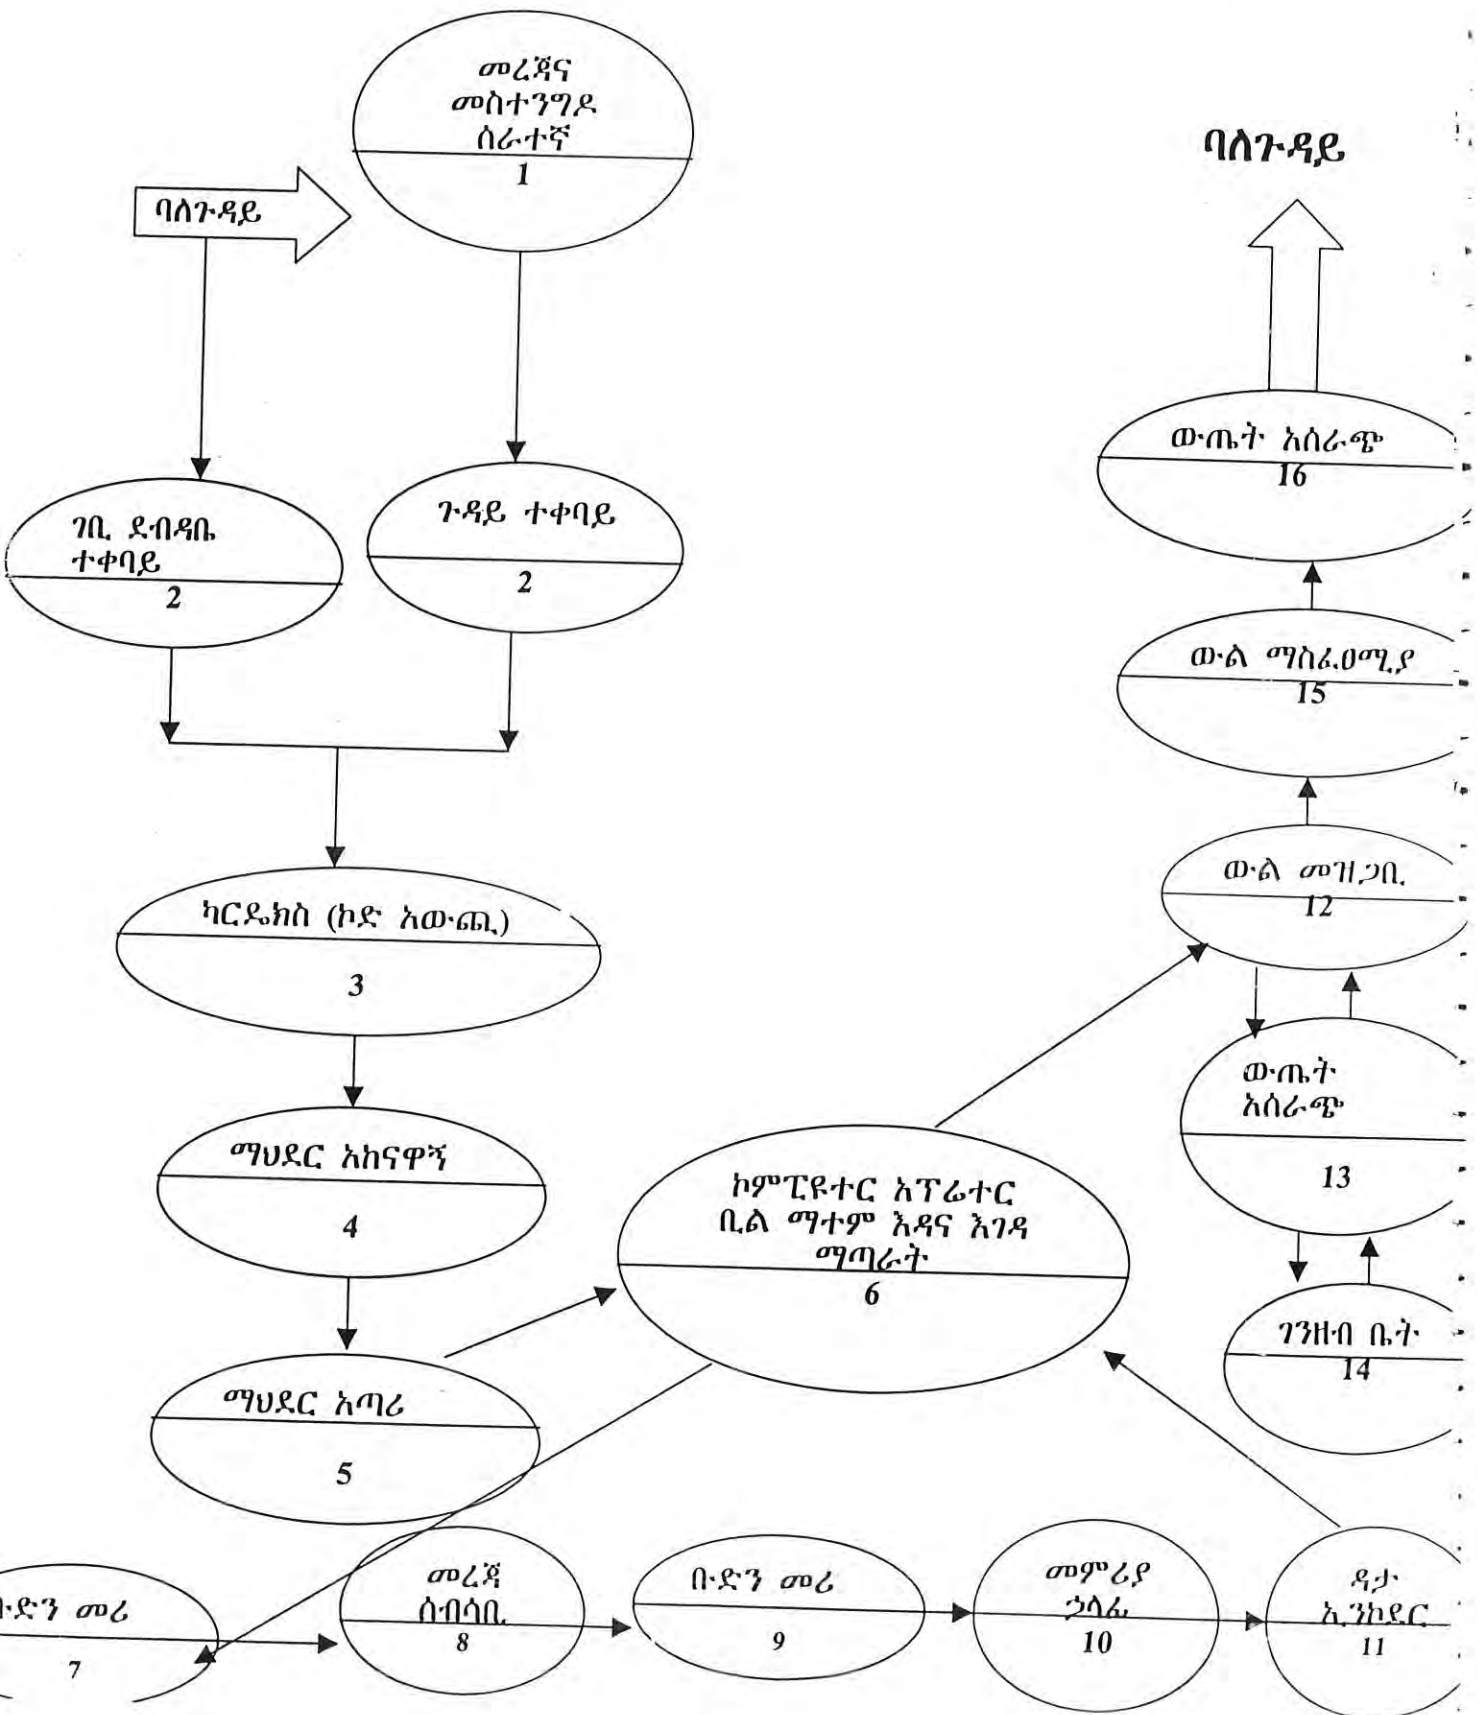 መረጃና
መስተንግዶ
ሰራተኛ
1
ባለጉዳይ
ባለጉዳይ
ውጤት አሰራጭ
16
ገቢ ደብዳቤ
ተቀባይ
2
ጉዳይ ተቀባይ
2
ውል ማስፈፀሚያ
15
ውል መዝጋቢ
12
ካርዴክስ (ኮድ አውጪ)
3
ውጤት
አሰራጭ
13
ማህደር አከናዋኝ
4
ኮምፒዩተር አፕሬተር
ቢል ማተም እዳና እገዳ
ማጣራት
6
ገንዘብ ቤት
14
ማህደር አጣሪ
5
ቡድን መሪ
7
መረጃ
ሰብሳቢ
8
ቡድን መሪ
9
መምሪያ
ኃላፊ
10
ዳታ
ኢንኮደር
11